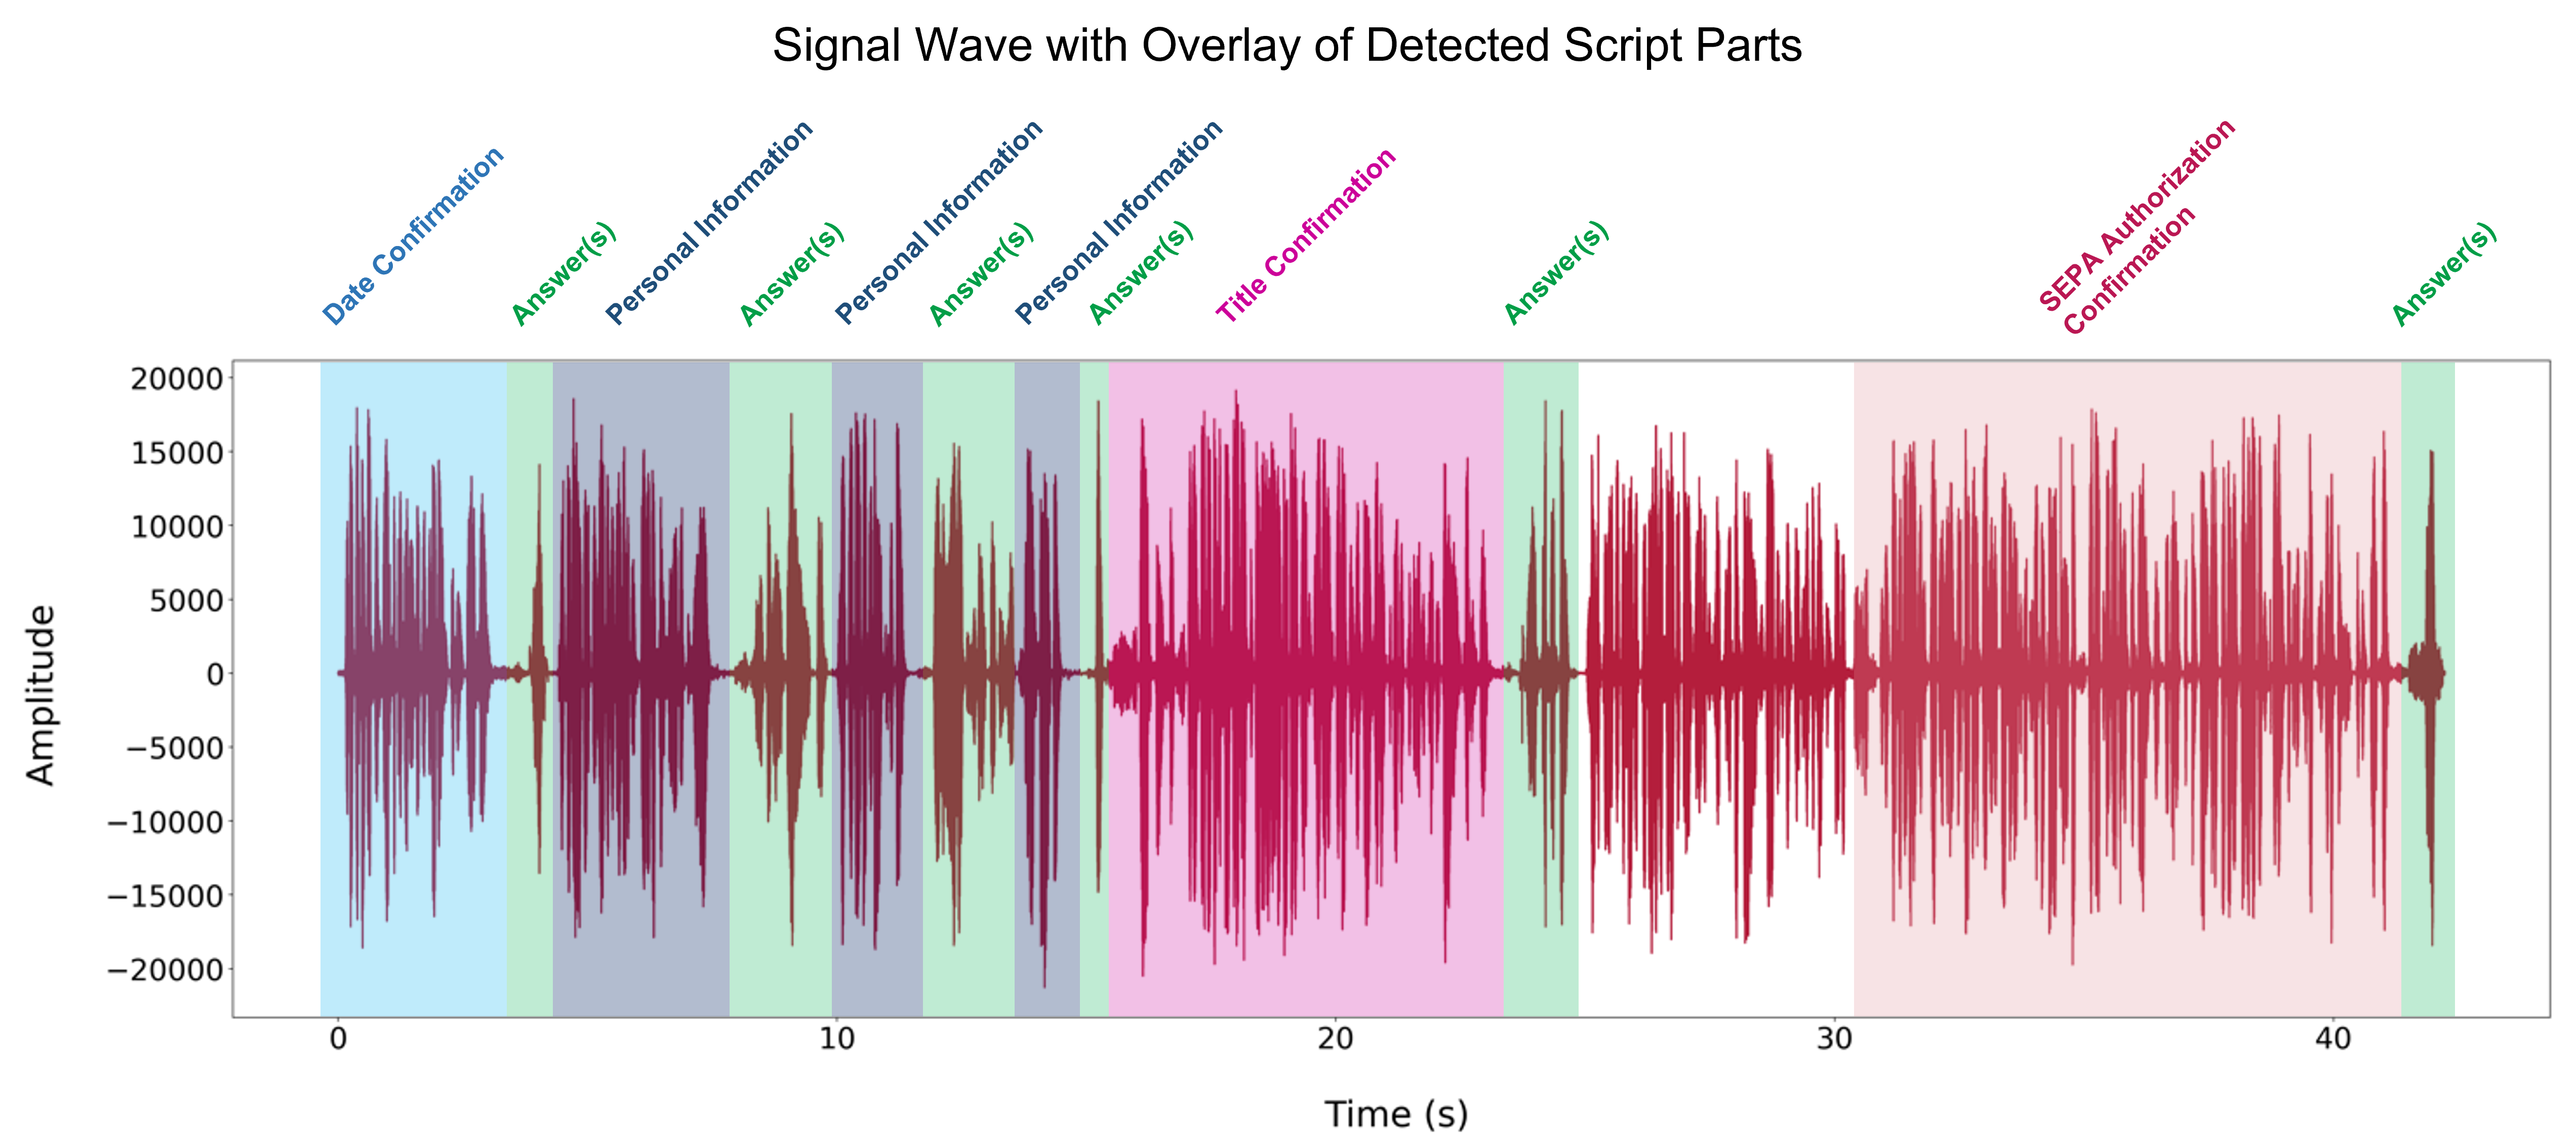 Signal Wave with Overlay of Detected Script Parts
Date Confirmation
Answer(s)
Personal Information
Answer(s)
Personal Information
Answer(s)
Personal Information
Answer(s)
Title Confirmation
Answer(s)
SEPA Authorization
Confirmation
Answer(s)
Amplitude
20000
15000
10000
5000
0
−5000
−10000
−15000
−20000
0
10
20
30
40
Time (s)